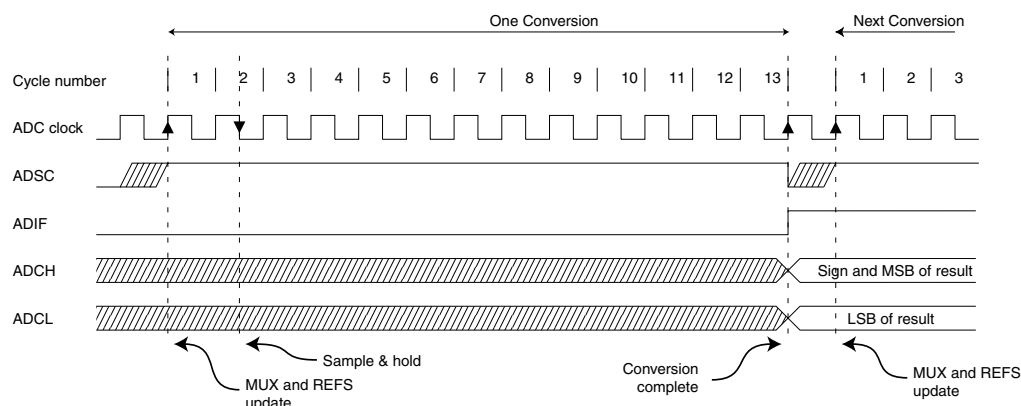 One Conversion Next Conversion
Cycle number 1 2 3 4 5 6 7 8 9 10 11 12 13 1 2 3
ADC clock
ADSC
ADIF
ADCH Sign and MSB of result
ADCL LSB of result
Sample & hold
MUX and REFS
update
Conversion
complete
MUX and REFS
update